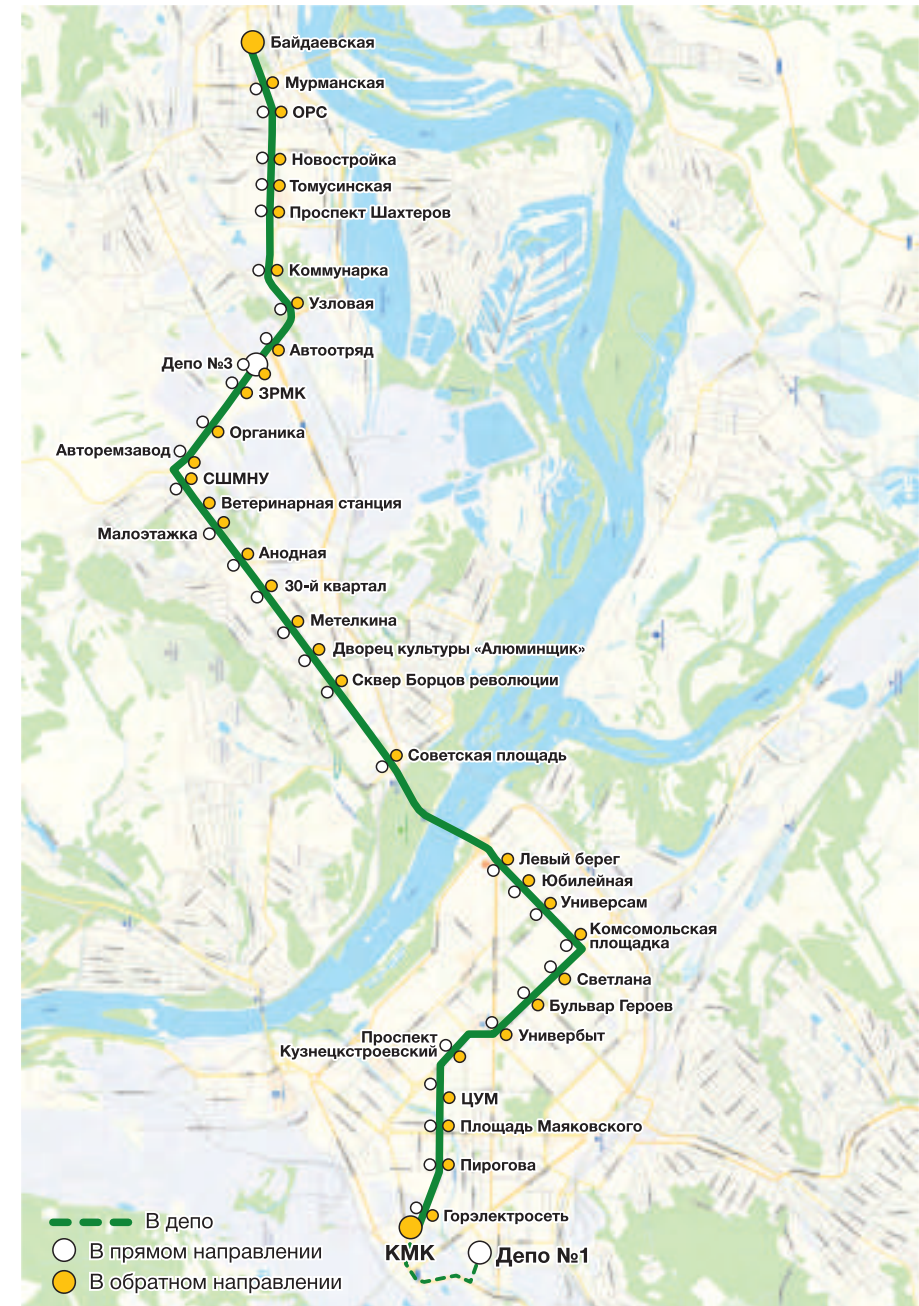 Байдаевская
Мурманская
ОРС
Новостройка
Томусинская
Проспект Шахтеров
Коммунарка
Узловая
Автоотряд
Депо №3
ЗРМК
Органика
Авторемзавод
СШМНУ
Ветеринарная станция
Малоэтажка
Анодная
30-й квартал
Метелкина
Дворец культуры «Алюминщик»
Сквер Борцов революции
Советская площадь
Левый берег
Юбилейная
Универсам
Комсомольская
площадка
Светлана
Бульвар Героев
Универбыт
Проспект
Кузнецкстроевский
ЦУМ
Площадь Маяковского
Пирогова
Горэлектросеть
КМК
Депо №1
В депо
В прямом направлении
В обратном направлении